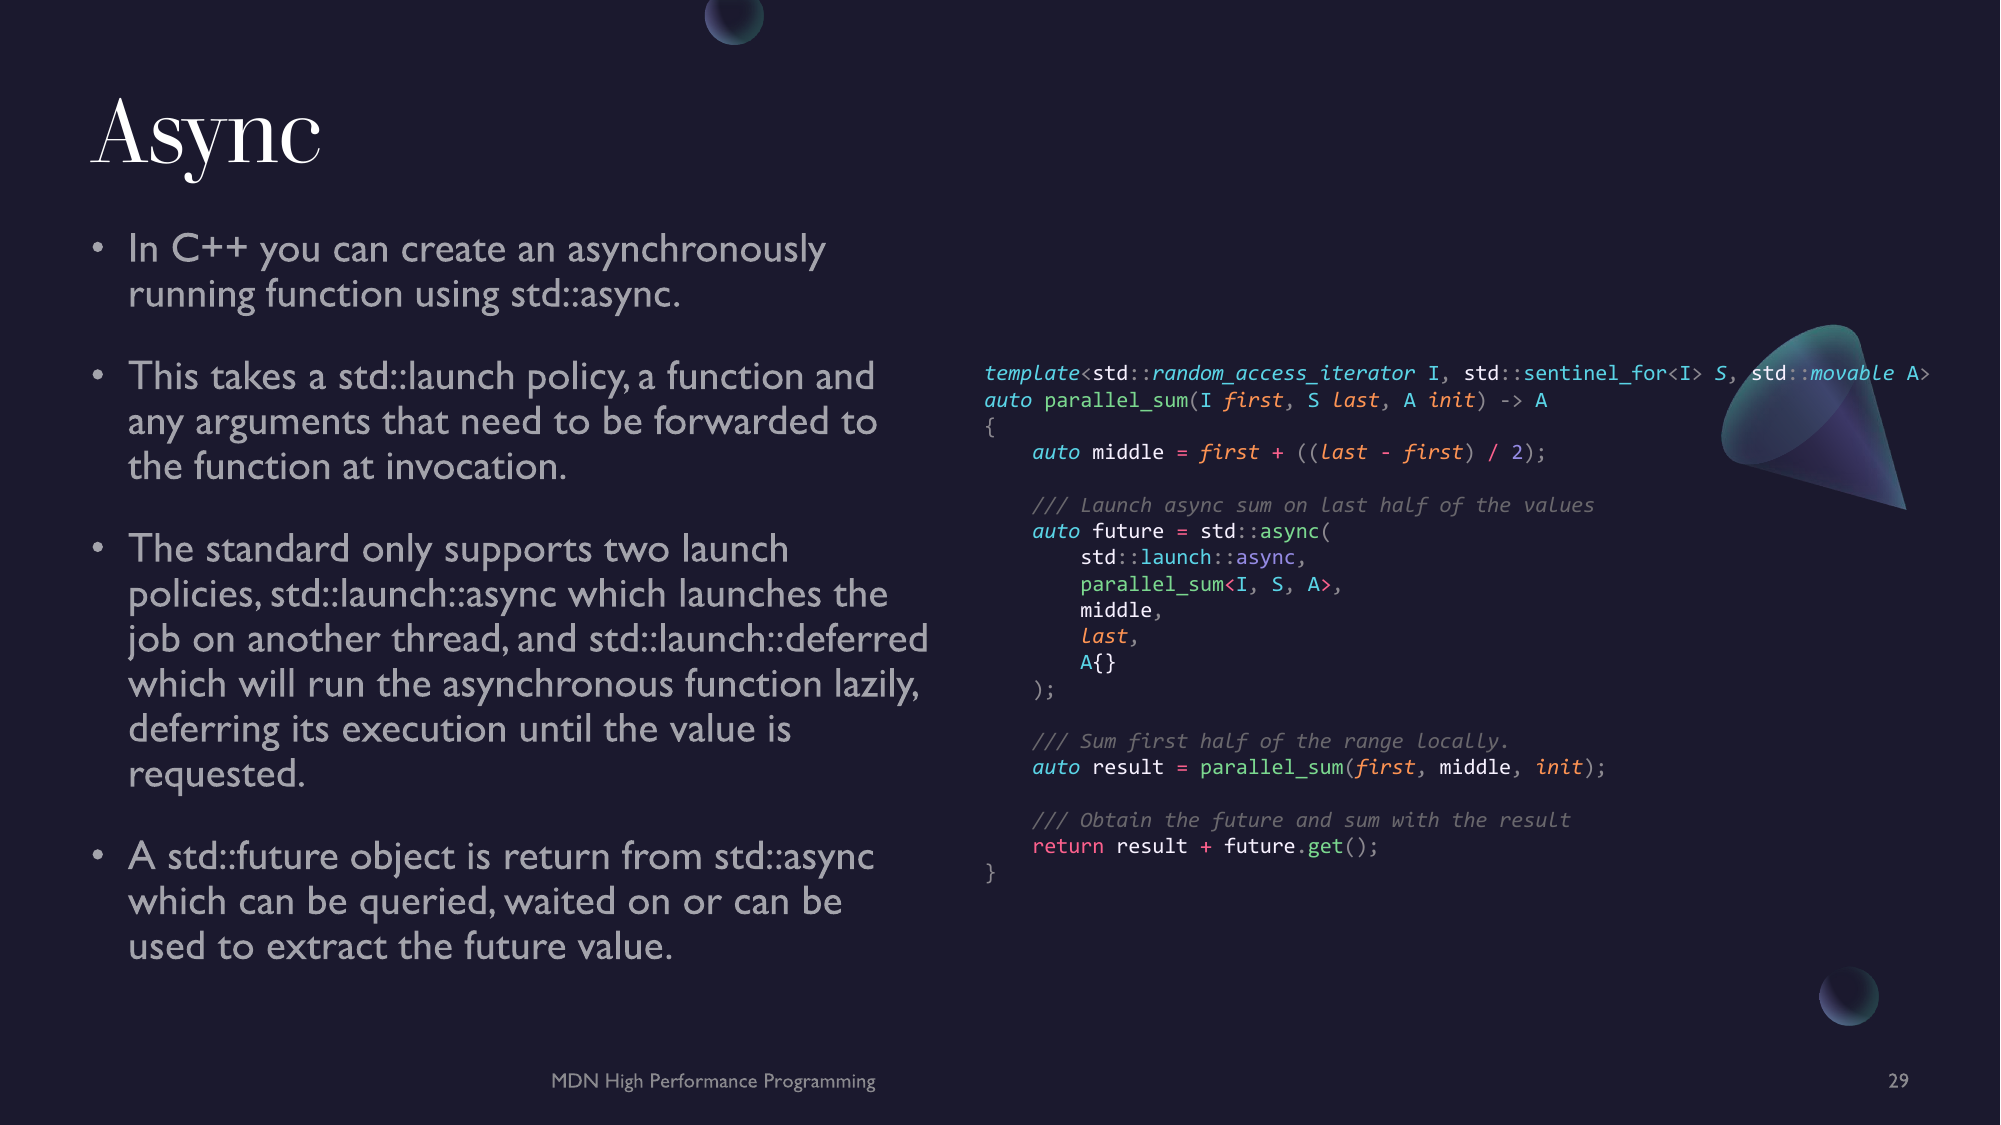 Async
• In C++ you can create an asynchronously
running function using std::async.
• This takes a std::launch policy, a function and
any arguments that need to be forwarded to
the function at invocation.
• The standard only supports two launch
policies, std::launch::async which launches the
job on another thread, and std::launch::deferred
which will run the asynchronous function lazily,
deferring its execution until the value is
requested.
• A std::future object is return from std::async
which can be queried, waited on or can be
used to extract the future value.
template<std::random_access_iterator I, std::sentinel_for<I> S, std::movable A>
auto parallel_sum(I first, S last, A init) -> A
{
    auto middle = first + ((last - first) / 2);
    /// Launch async sum on last half of the values
    auto future = std::async(
        std::launch::async,
        parallel_sum<I, S, A>,
        middle,
        last,
        A{}
    );
    /// Sum first half of the range locally.
    auto result = parallel_sum(first, middle, init);
    /// Obtain the future and sum with the result
    return result + future.get();
}
MDN High Performance Programming
29